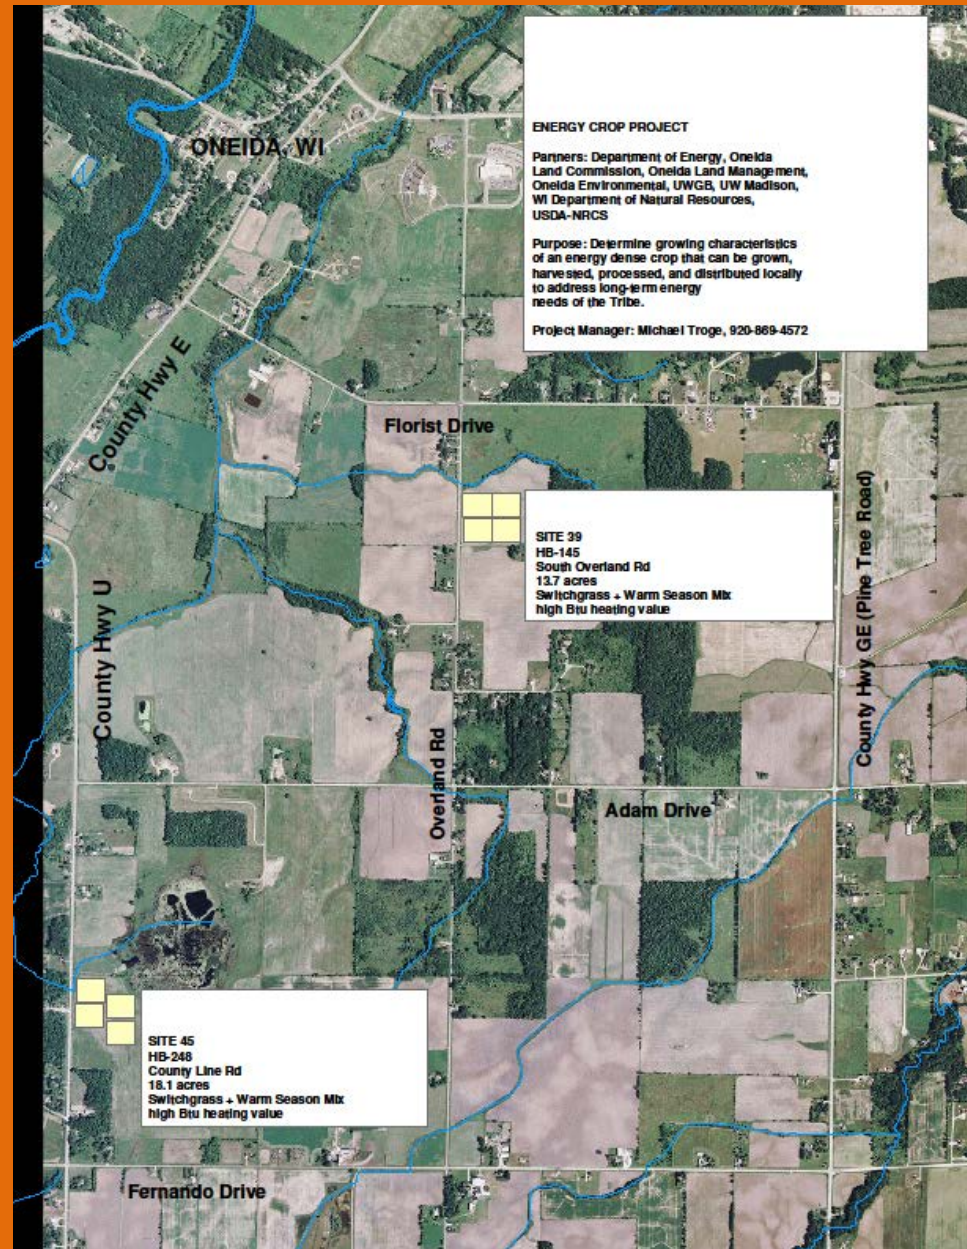 ONEIDA, WI
ENERGY CROP PROJECT
Partners: Department of Energy, Oneida
Land Commission, Oneida Land Management,
Oneida Environmental, UWGB, UW Madison,
WI Department of Natural Resources,
USDA-NRCS
Purpose: Determine growing characteristics
of an energy dense crop that can be grown,
harvested, processed, and distributed locally
to address long-term energy
needs of the Tribe.
Project Manager: Michael Troge, 920-869-4572
County Hwy E
Florist Drive
SITE 39
HB-145
South Overland Rd
13.7 acres
Switchgrass + Warm Season Mix
high Btu heating value
County Hwy GE (Pine Tree Road)
County Hwy U
Overland Rd
Adam Drive
SITE 45
HB-248
County Line Rd
18.1 acres
Switchgrass + Warm Season Mix
high Btu heating value
Fernando Drive